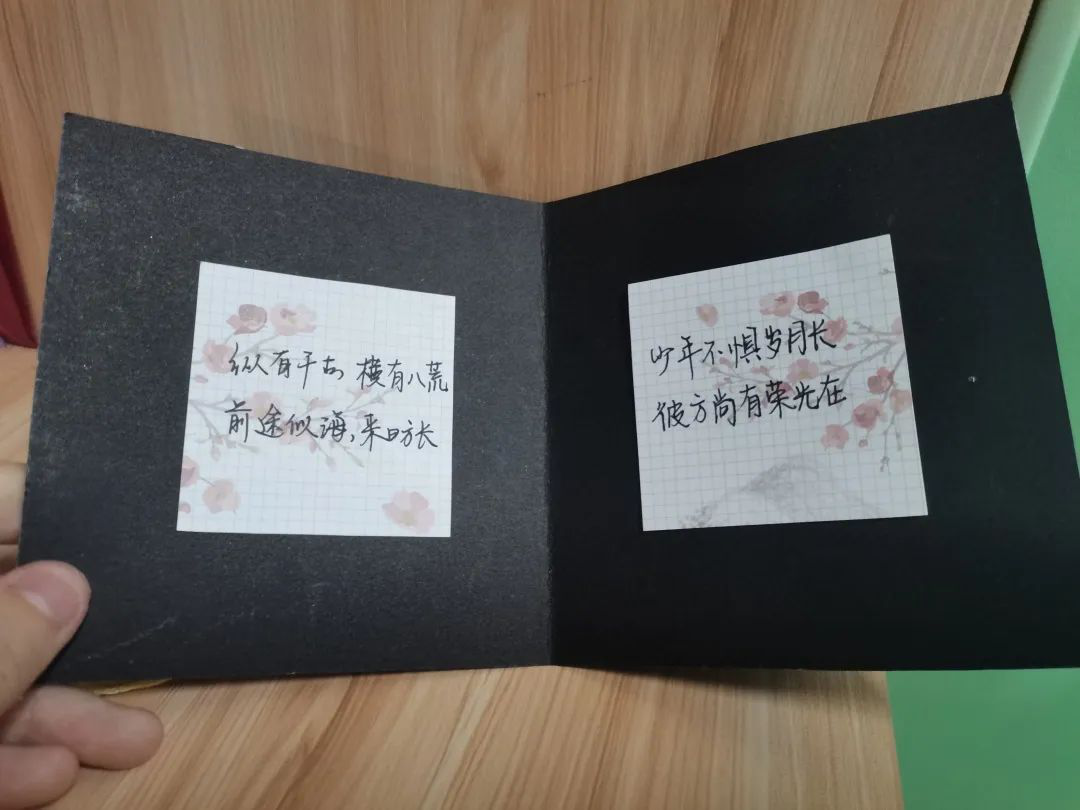 纵有千古，横有八荒
前途似海，来日方长
少年不惧岁月长
彼方尚有荣光在